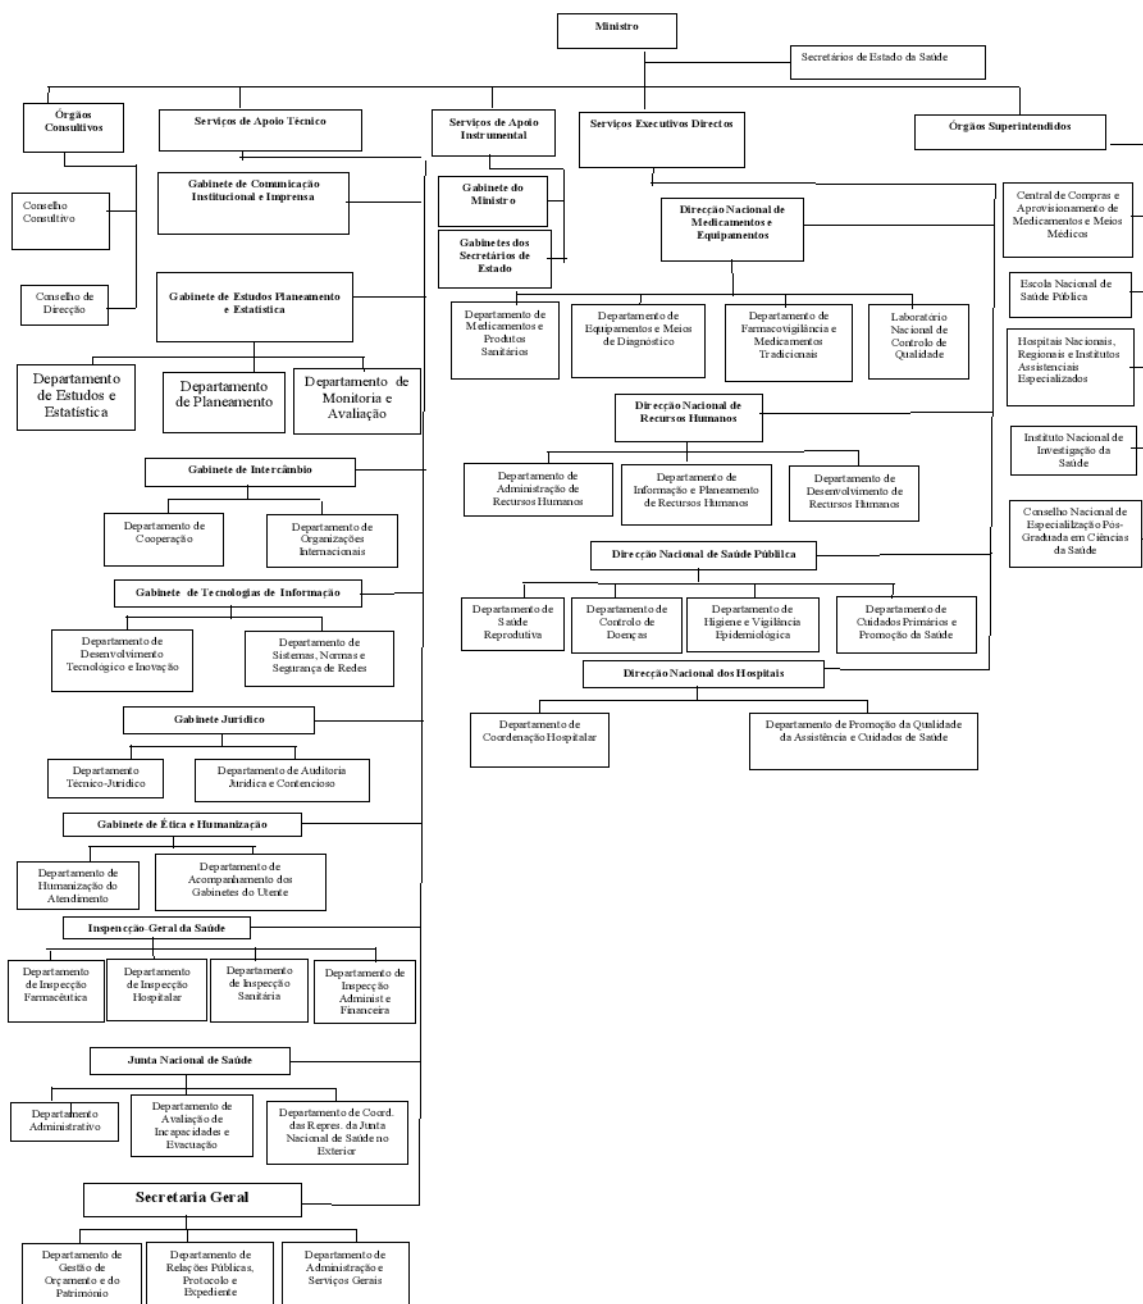 Ministro
Secretários de Estado da Saúde
Órgãos
Consultivos
Serviços de Apoio Técnico
Serviços de Apoio
Instrumental
Serviços Executivos Directos
Órgãos Superintendidos
Conselho
Consultivo
Conselho de
Direcção
Gabinete de Comunicação
Institucional e Imprensa
Gabinete de Estudos Planeamento
e Estatística
Departamento
de Estudos e
Estatística
Departamento
de Planeamento
Departamento de
Monitoria e
Avaliação
Gabinete de Intercâmbio
Departamento de
Cooperação
Departamento de
Organizações
Internacionais
Gabinete de Tecnologias de Informação
Departamento de
Desenvolvimento
Tecnológico e Inovação
Departamento de
Sistemas, Normas e
Segurança de Redes
Gabinete Jurídico
Departamento
Técnico-Jurídico
Departamento de Auditoria
Jurídica e Contencioso
Gabinete de Ética e Humanização
Departamento de
Humanização do
Atendimento
Departamento de
Acompanhamento dos
Gabinetes do Utente
Inspecção-Geral da Saúde
Departamento
de Inspecção
Farmacêutica
Departamento
de Inspecção
Hospitalar
Departamento
de Inspecção
Sanitária
Departamento de
Inspecção
Administ e
Financeira
Junta Nacional de Saúde
Departamento
Administrativo
Departamento de
Avaliação de
Incapacidades e
Evacuação
Departamento de Coord.
das Repres. da Junta
Nacional de Saúde no
Exterior
Secretaria Geral
Departamento de
Gestão de
Orçamento e do
Património
Departamento de
Relações Públicas,
Protocolo e
Expediente
Departamento de
Administração e
Serviços Gerais
Gabinete do
Ministro
Gabinetes dos
Secretários de
Estado
Direcção Nacional de
Medicamentos e
Equipamentos
Departamento de
Medicamentos e
Produtos
Sanitários
Departamento de
Equipamentos e Meios
de Diagnóstico
Departamento de
Farmacovigilância e
Medicamentos
Tradicionais
Laboratório
Nacional de
Controlo de
Qualidade
Direcção Nacional de
Recursos Humanos
Departamento de
Administração de
Recursos Humanos
Departamento de
Informação e Planeamento
de Recursos Humanos
Departamento de
Desenvolvimento de
Recursos Humanos
Direcção Nacional de Saúde Públilca
Departamento de
Saúde
Reprodutiva
Departamento de
Controlo de
Doenças
Departamento de
Higiene e Vigilância
Epidemiológica
Departamento de
Cuidados Primários e
Promoção da Saúde
Direcção Nacional dos Hospitais
Departamento de
Coordenação Hospitalar
Departamento de Promoção da Qualidade
da Assistência e Cuidados de Saúde
Central de Compras e
Aprovisionamento de
Medicamentos e Meios
Médicos
Escola Nacional de
Saúde Pública
Hospitais Nacionais,
Regionais e Institutos
Assistenciais
Especializados
Instituto Nacional de
Investigação da
Saúde
Conselho Nacional de
Especialilzação Pós-
Graduada em Ciências
da Saúde